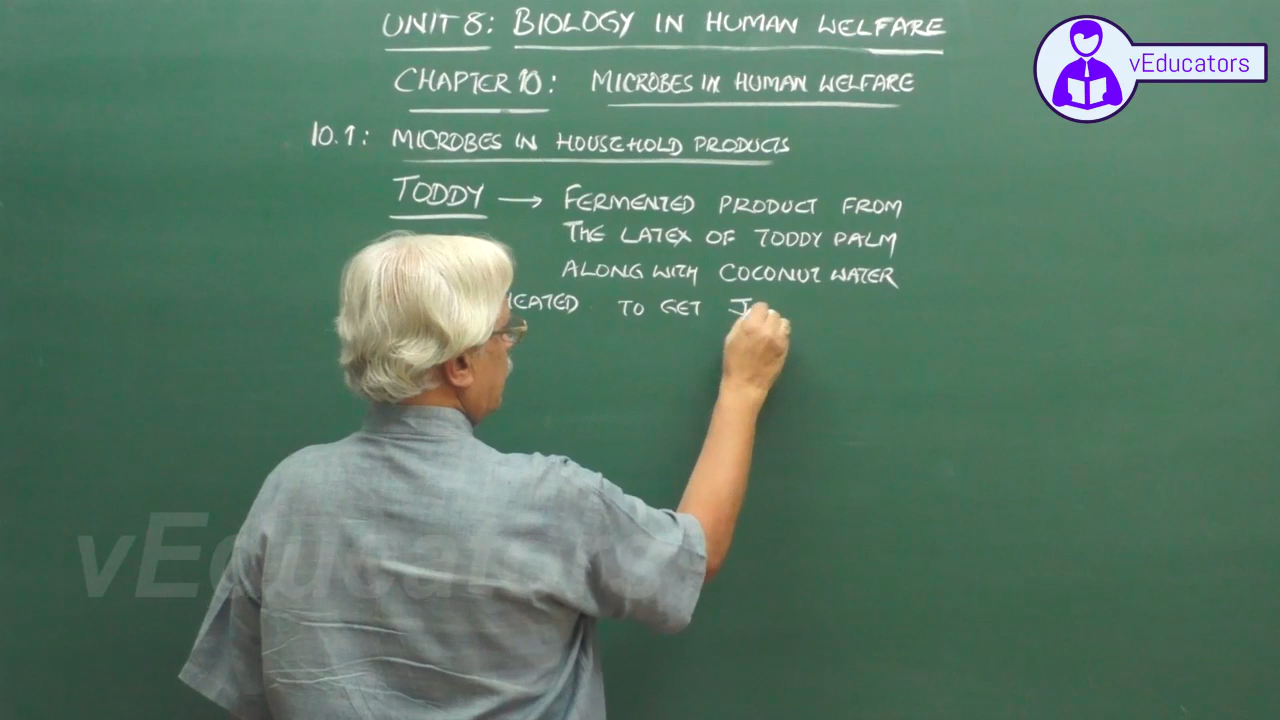 UNIT 8: BIOLOGY IN HUMAN WELFARE
vEducators
CHAPTER 10: MICROBES IN HUMAN WELFARE
10.1: MICROBES IN HOUSEHOLD PRODUCTS
TODDY → FERMENTED PRODUCT FROM
THE LATEX OF TODDY PALM
ALONG WITH COCONUT WATER
HEATED TO GET J
vEducators